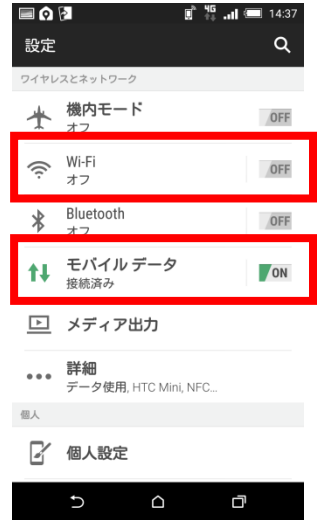 4G 14:37
設定
ワイヤレスとネットワーク
機内モード
オフ
OFF
Wi-Fi
オフ
OFF
Bluetooth
オフ
OFF
モバイル データ
接続済み
ON
メディア出力
詳細
データ使用, HTC Mini, NFC...
個人
個人設定